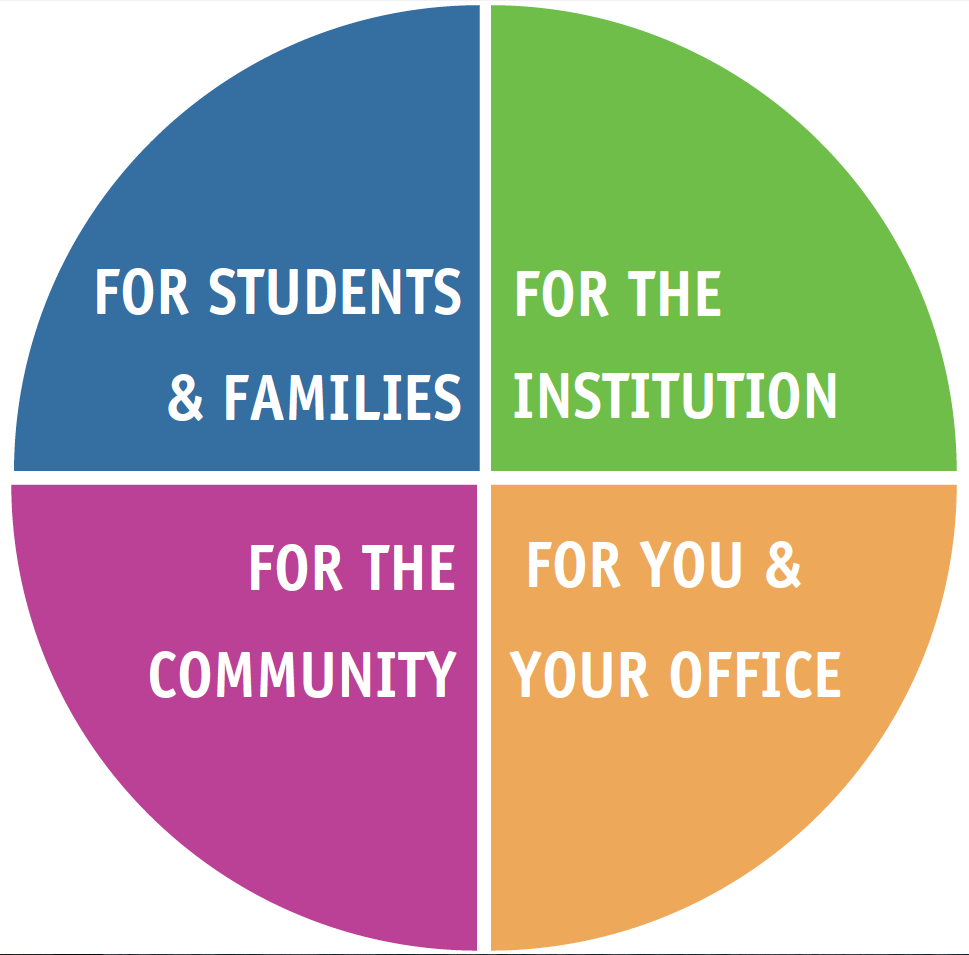 FOR STUDENTS
& FAMILIES
FOR THE
INSTITUTION
FOR THE
COMMUNITY
FOR YOU &
YOUR OFFICE